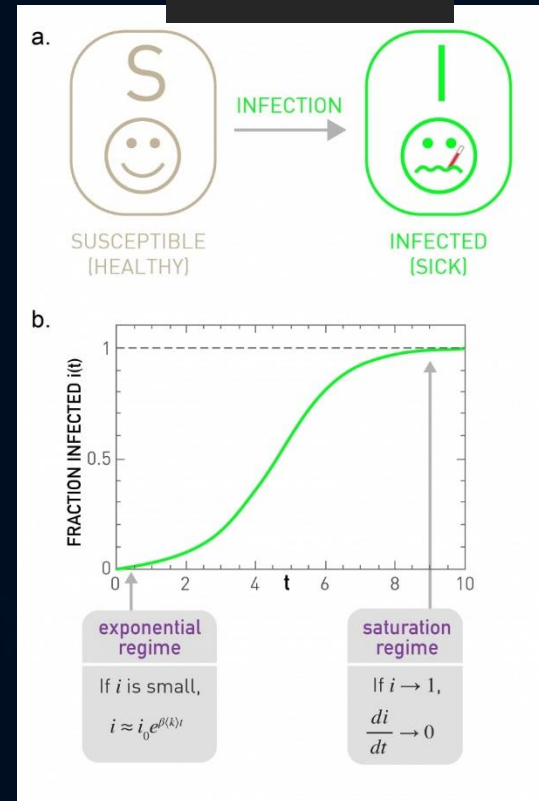 a.
S
INFECTION
I
SUSCEPTIBLE
(HEALTHY)
INFECTED
(SICK)
b.
FRACTION INFECTED i(t)
1
0.5
0
0 2 4 t 6 8 10
exponential
regime
If i is small,
i ≈ i₀e^{β⟨k⟩t}
saturation
regime
If i → 1,
di/dt → 0